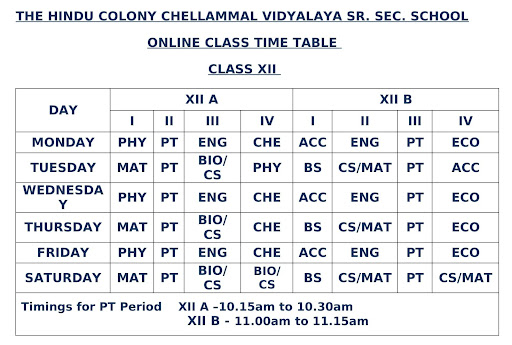 THE HINDU COLONY CHELLAMMAL VIDYALAYA SR. SEC. SCHOOL
ONLINE CLASS TIME TABLE
CLASS XII
DAY XII A XII B
I II III IV I II III IV
MONDAY PHY PT ENG CHE ACC ENG PT ECO
TUESDAY MAT PT BIO/ CS PHY BS CS/MAT PT ACC
WEDNESDA Y PHY PT ENG CHE ACC ENG PT ECO
THURSDAY MAT PT BIO/ CS CHE BS CS/MAT PT ECO
FRIDAY PHY PT ENG CHE ACC ENG PT ECO
SATURDAY MAT PT BIO/ CS BIO/ CS BS CS/MAT PT CS/MAT
Timings for PT Period XII A –10.15am to 10.30am
XII B - 11.00am to 11.15am